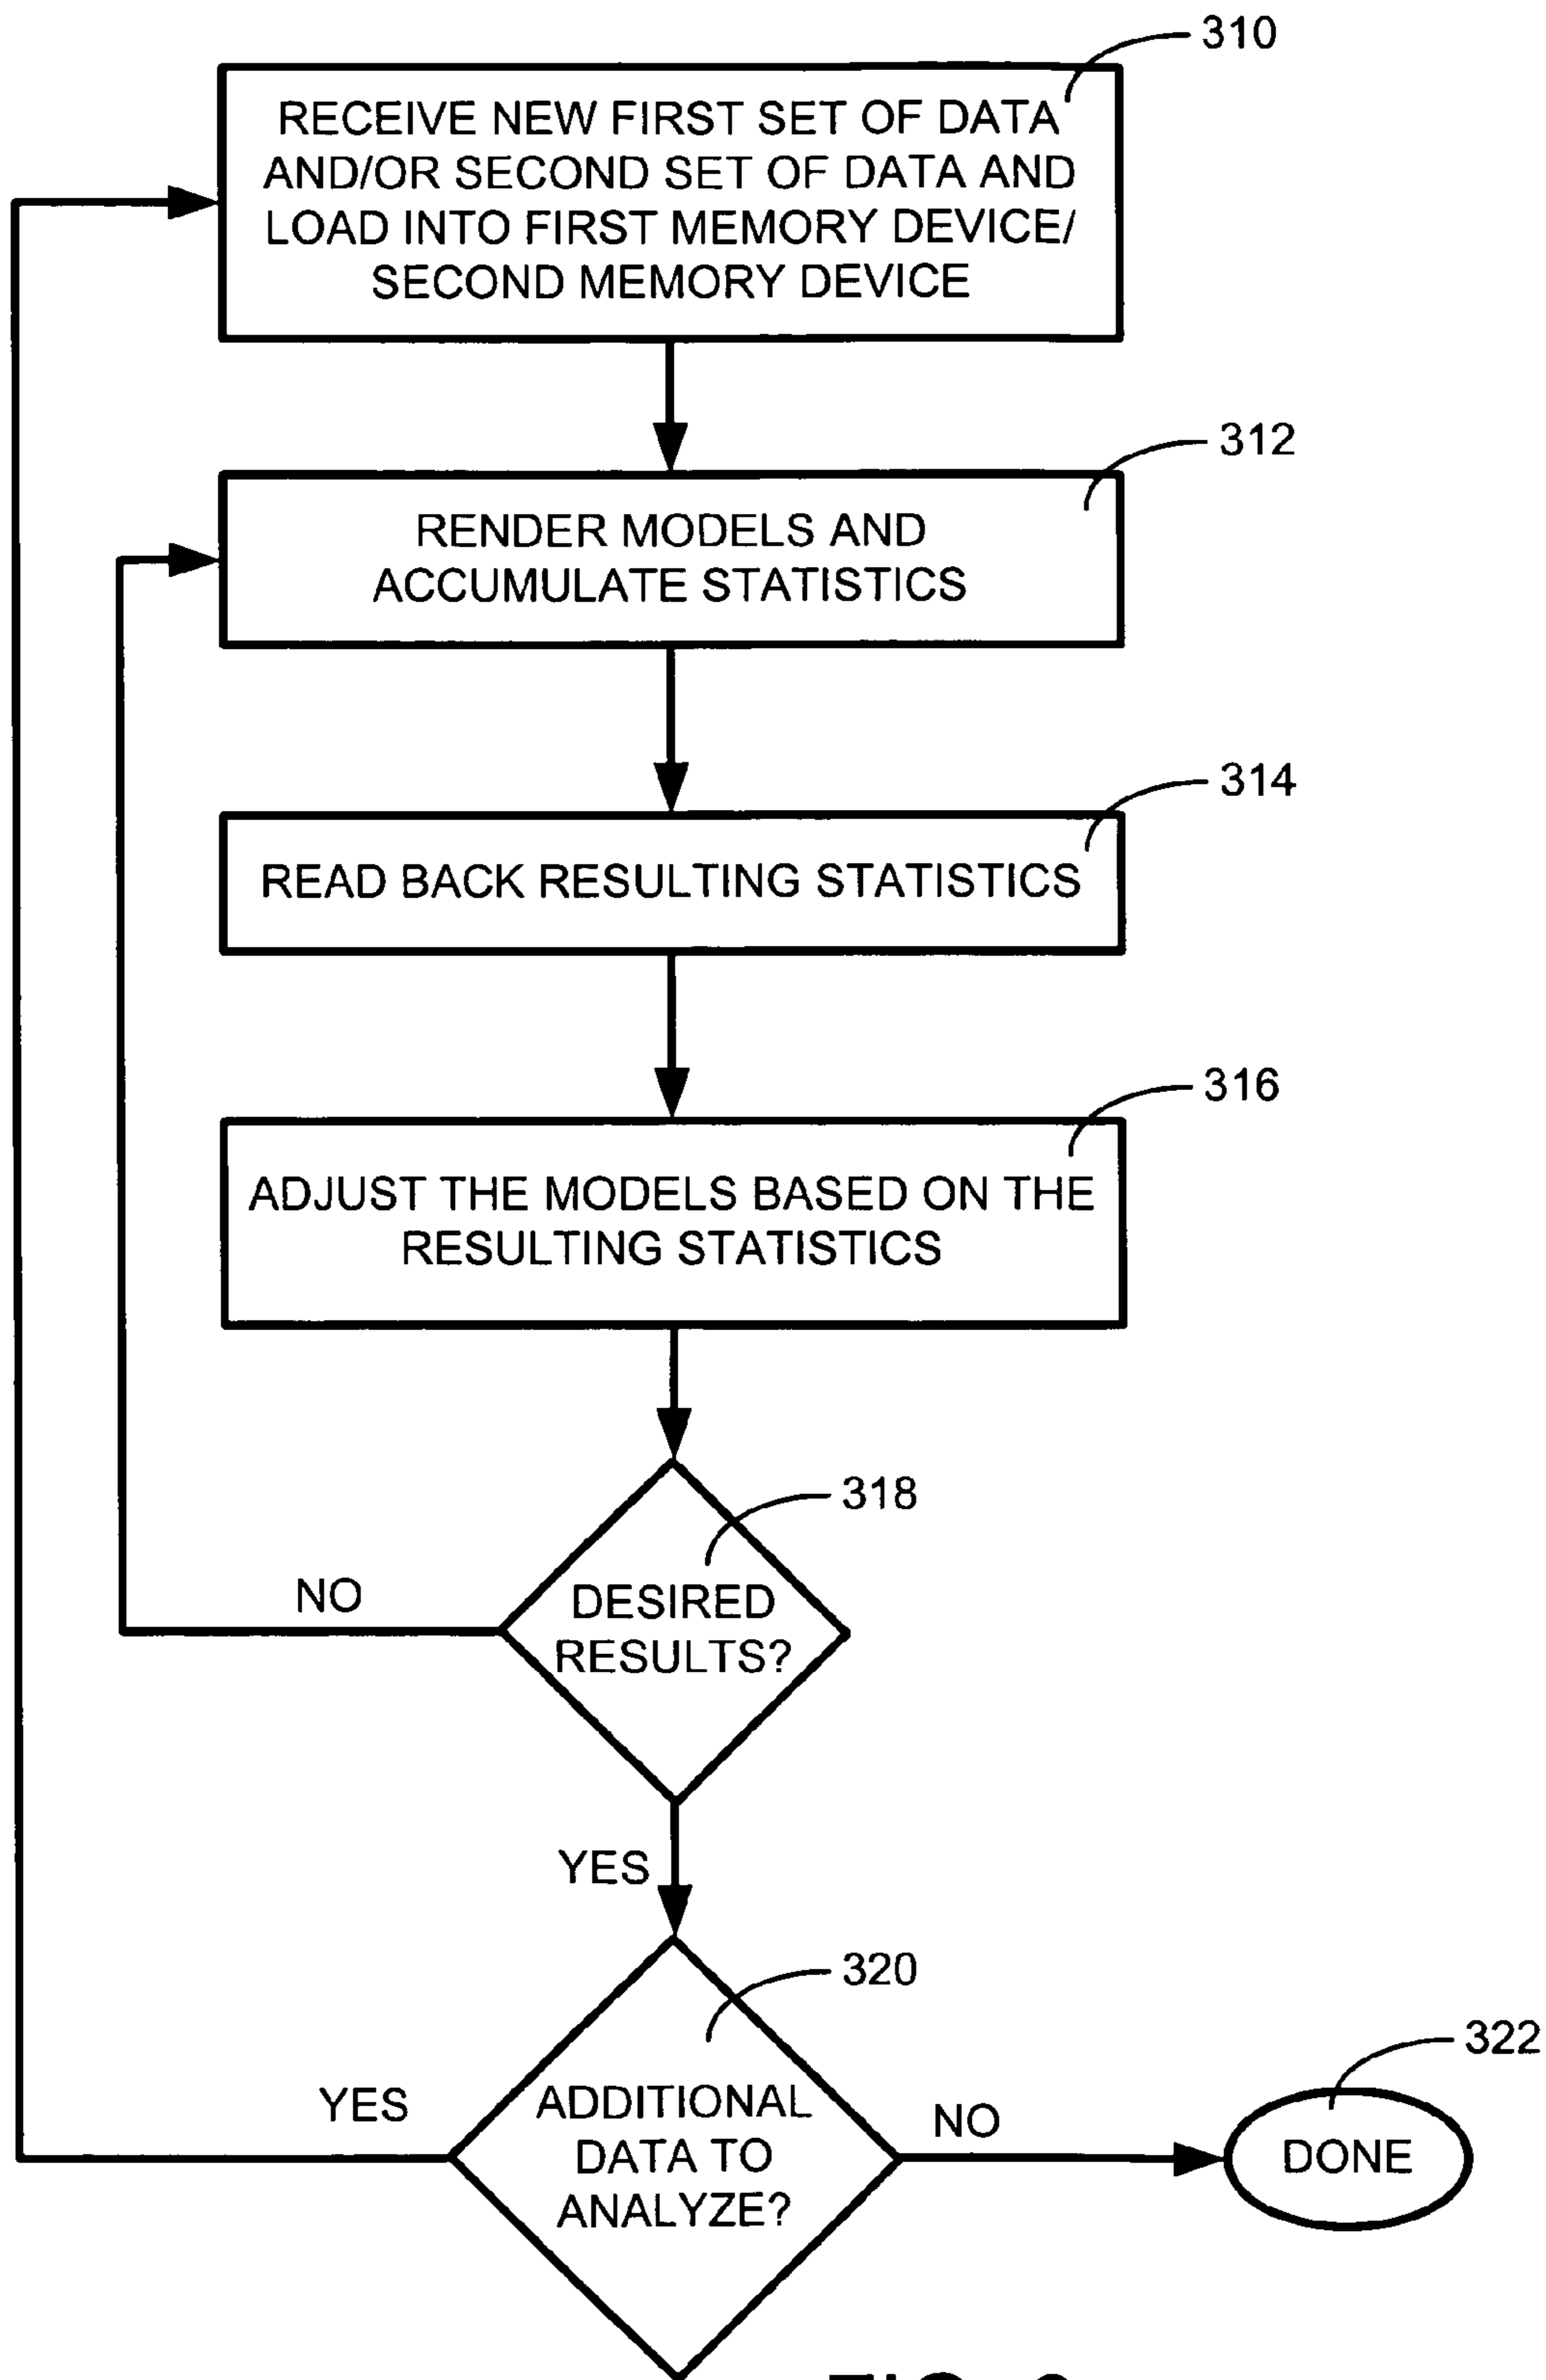 310
RECEIVE NEW FIRST SET OF DATA
AND/OR SECOND SET OF DATA AND
LOAD INTO FIRST MEMORY DEVICE/
SECOND MEMORY DEVICE
312
RENDER MODELS AND
ACCUMULATE STATISTICS
314
READ BACK RESULTING STATISTICS
316
ADJUST THE MODELS BASED ON THE
RESULTING STATISTICS
318
DESIRED
RESULTS?
NO
YES
320
ADDITIONAL
DATA TO
ANALYZE?
YES
NO
322
DONE